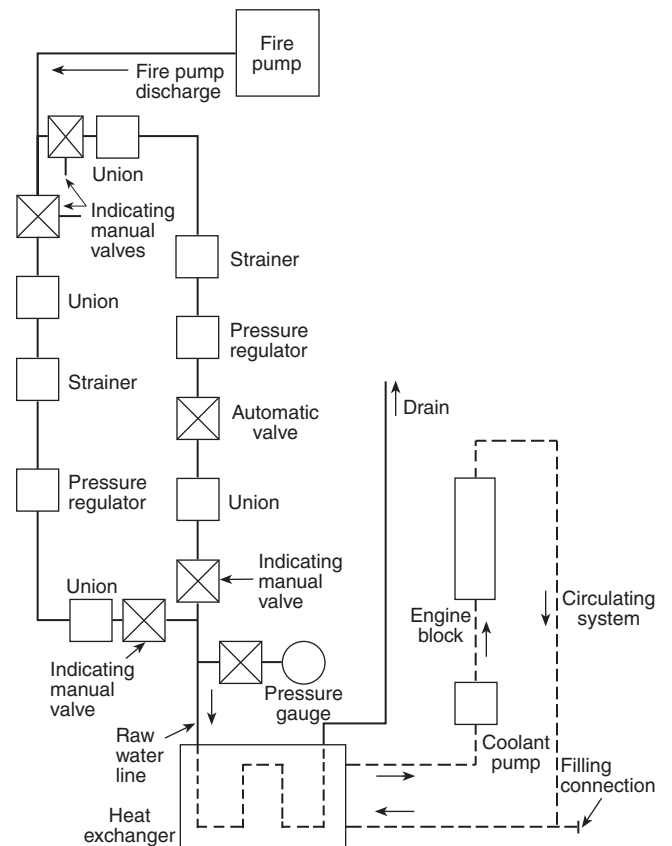 Fire
pump
Fire pump
discharge
Union
Indicating
manual
valves
Strainer
Union
Pressure
regulator
Strainer
Automatic
valve
Drain
Pressure
regulator
Union
Indicating
manual
valve
Union
Engine
block
Circulating
system
Indicating
manual
valve
Pressure
gauge
Raw
water
line
Coolant
pump
Filling
connection
Heat
exchanger